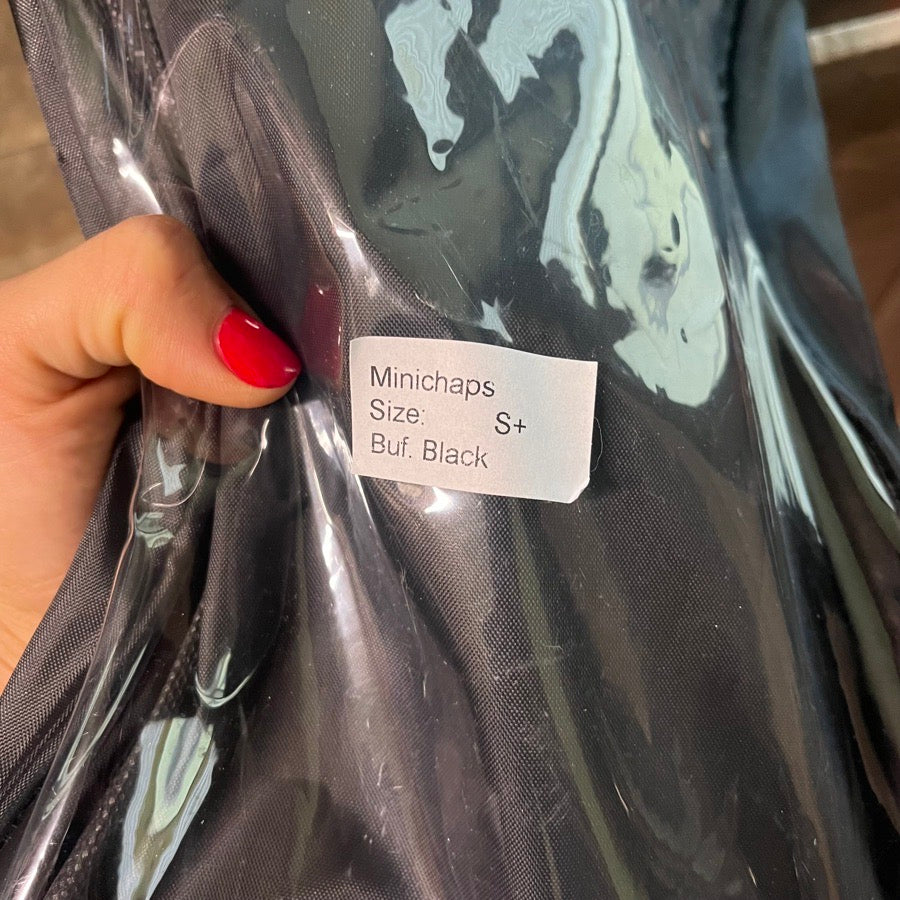 Minichaps
Size: S+
Buf. Black